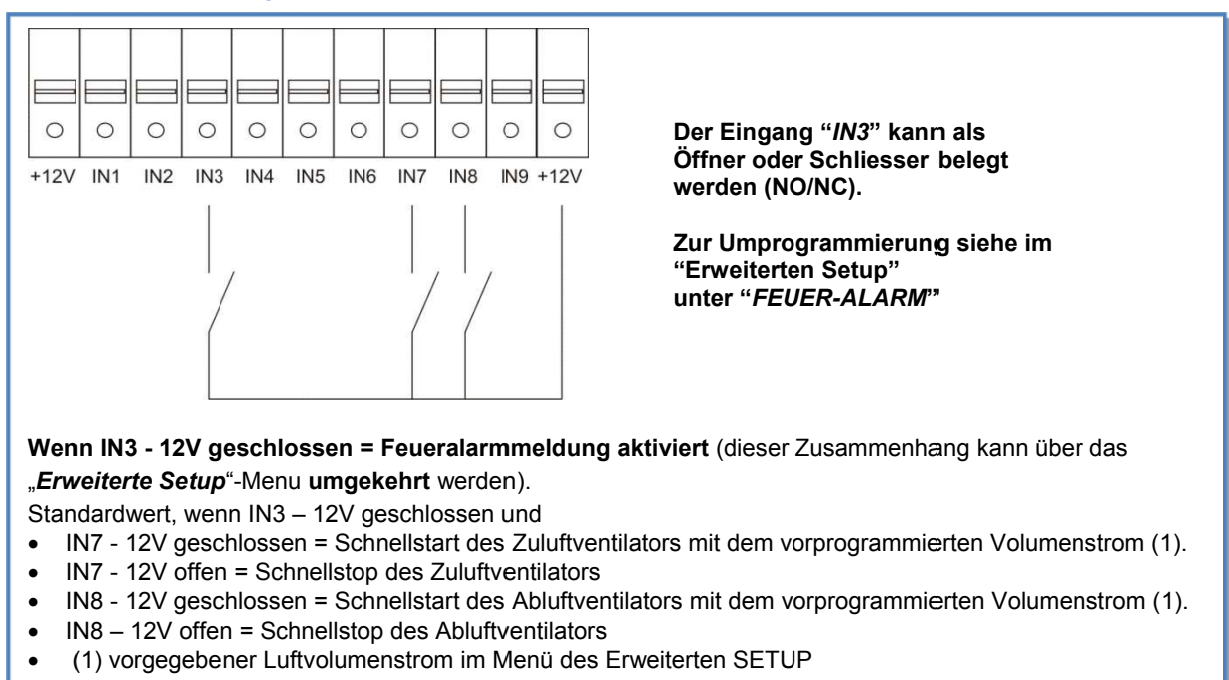 +12V IN1 IN2 IN3 IN4 IN5 IN6 IN7 IN8 IN9 +12V
Der Eingang “IN3” kann als
Öffner oder Schliesser belegt
werden (NO/NC).
Zur Umprogrammierung siehe im
“Erweiterten Setup”
unter “FEUER-ALARM”
Wenn IN3 - 12V geschlossen = Feueralarmmeldung aktiviert (dieser Zusammenhang kann über das
„Erweiterte Setup“-Menu umgekehrt werden).
Standardwert, wenn IN3 – 12V geschlossen und
• IN7 - 12V geschlossen = Schnellstart des Zuluftventilators mit dem vorprogrammierten Volumenstrom (1).
• IN7 - 12V offen = Schnellstop des Zuluftventilators
• IN8 - 12V geschlossen = Schnellstart des Abluftventilators mit dem vorprogrammierten Volumenstrom (1).
• IN8 – 12V offen = Schnellstop des Abluftventilators
• (1) vorgegebener Luftvolumenstrom im Menü des Erweiterten SETUP